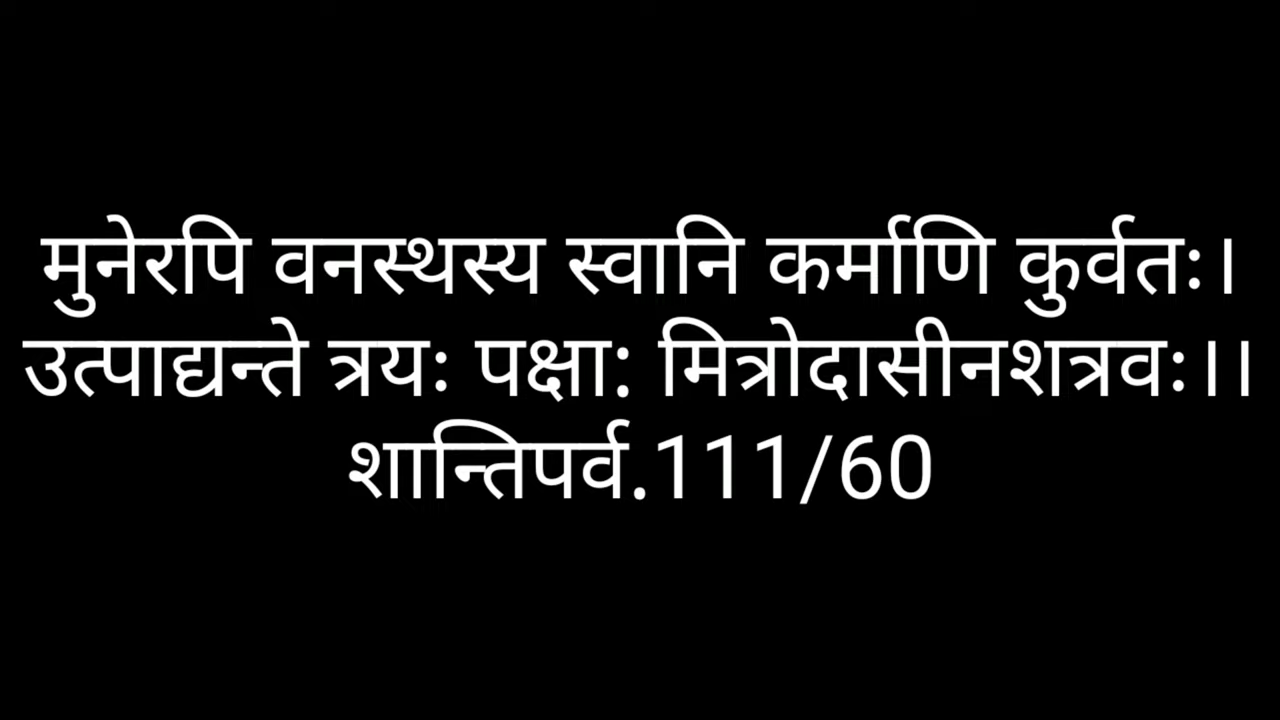 मुनेरपि वनस्थस्य स्वानि कर्माणि कुर्वतः।
उत्पाद्यन्ते त्रयः पक्षा: मित्रोदासीनशत्रवः।।
शान्तिपर्व.111/60